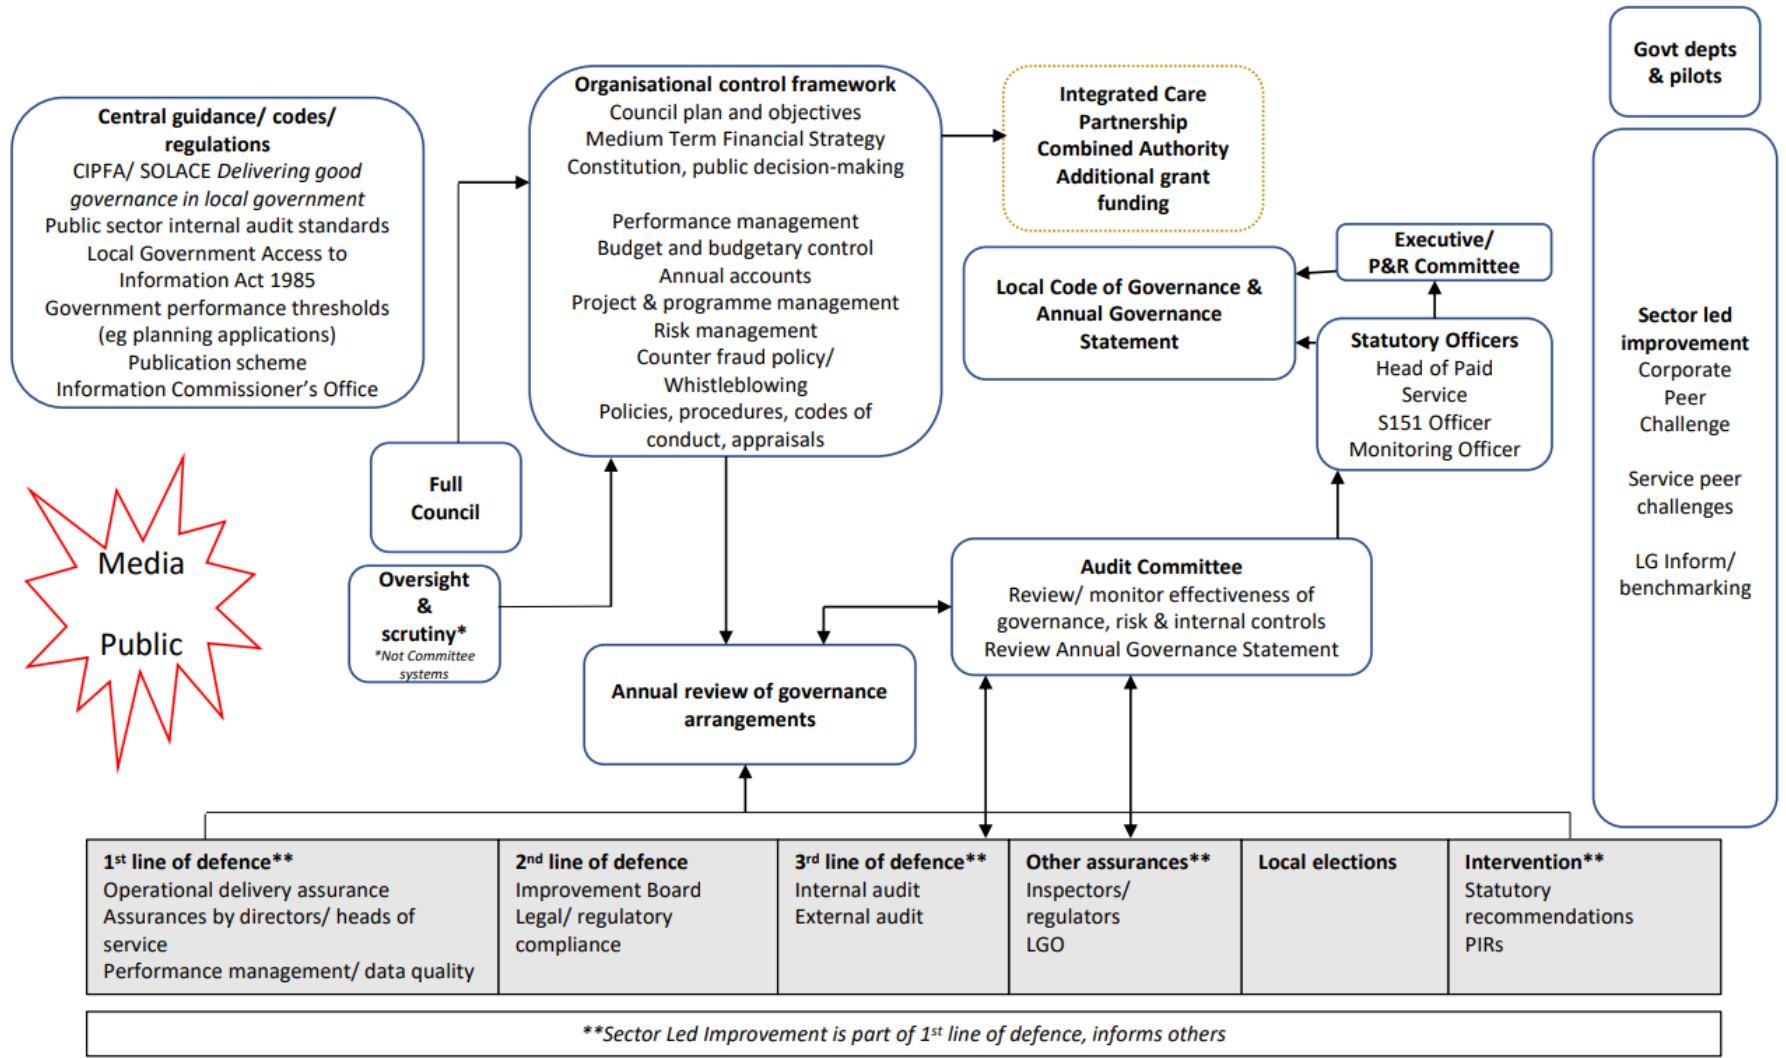 Govt depts
& pilots
Central guidance/ codes/
regulations
CIPFA/ SOLACE Delivering good
governance in local government
Public sector internal audit standards
Local Government Access to
Information Act 1985
Government performance thresholds
(eg planning applications)
Publication scheme
Information Commissioner's Office
Organisational control framework
Council plan and objectives
Medium Term Financial Strategy
Constitution, public decision-making
Performance management
Budget and budgetary control
Annual accounts
Project & programme management
Risk management
Counter fraud policy/
Whistleblowing
Policies, procedures, codes of
conduct, appraisals
Integrated Care
Partnership
Combined Authority
Additional grant
funding
Executive/
P&R Committee
Local Code of Governance &
Annual Governance
Statement
Statutory Officers
Head of Paid
Service
S151 Officer
Monitoring Officer
Sector led
improvement
Corporate
Peer
Challenge
Service peer
challenges
LG Inform/
benchmarking
Full
Council
Media
Public
Oversight
&
scrutiny*
*Not Committee
systems
Audit Committee
Review/ monitor effectiveness of
governance, risk & internal controls
Review Annual Governance Statement
Annual review of governance
arrangements
1st line of defence**
Operational delivery assurance
Assurances by directors/ heads of
service
Performance management/ data quality
2nd line of defence
Improvement Board
Legal/ regulatory
compliance
3rd line of defence**
Internal audit
External audit
Other assurances**
Inspectors/
regulators
LGO
Local elections
Intervention**
Statutory
recommendations
PIRs
**Sector Led Improvement is part of 1st line of defence, informs others